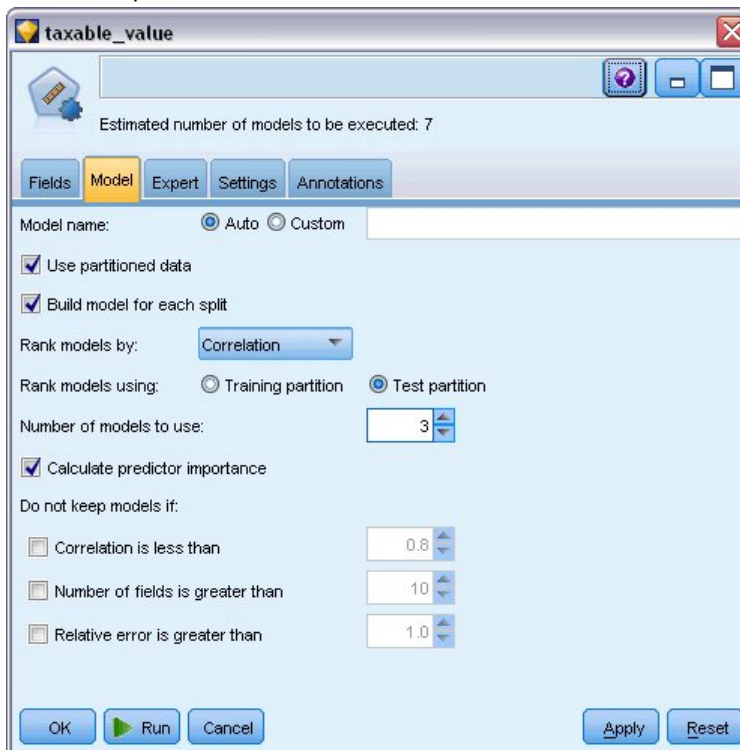 taxable_value
Estimated number of models to be executed: 7
Fields Model Expert Settings Annotations
Model name: Auto Custom
Use partitioned data
Build model for each split
Rank models by: Correlation
Rank models using: Training partition Test partition
Number of models to use: 3
Calculate predictor importance
Do not keep models if:
Correlation is less than 0.8
Number of fields is greater than 10
Relative error is greater than 1.0
OK Run Cancel Apply Reset